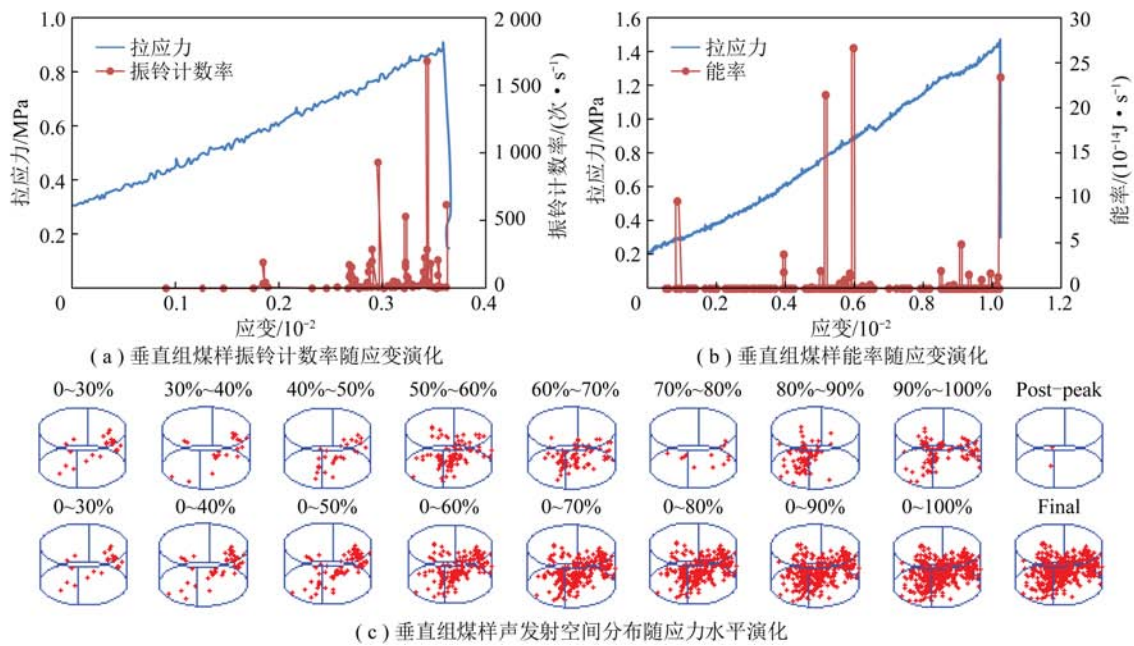 1.0
0.8
0.6
0.4
0.2
拉应力/MPa
拉应力
振铃计数率
2 000
1 500
1 000
500
0
振铃计数率/(次·s⁻¹)
0
0.1
0.2
0.3
0.4
应变/10⁻²
(a) 垂直组煤样振铃计数率随应变演化
1.6
1.4
1.2
1.0
0.8
0.6
0.4
0.2
拉应力/MPa
拉应力
能率
30
25
20
15
10
5
0
能率/(10⁻¹⁴J·s⁻¹)
0
0.2
0.4
0.6
0.8
1.0
1.2
应变/10⁻²
(b) 垂直组煤样能率随应变演化
0~30% 30%~40% 40%~50% 50%~60% 60%~70% 70%~80% 80%~90% 90%~100% Post-peak
0~30% 0~40% 0~50% 0~60% 0~70% 0~80% 0~90% 0~100% Final
(c) 垂直组煤样声发射空间分布随应力水平演化